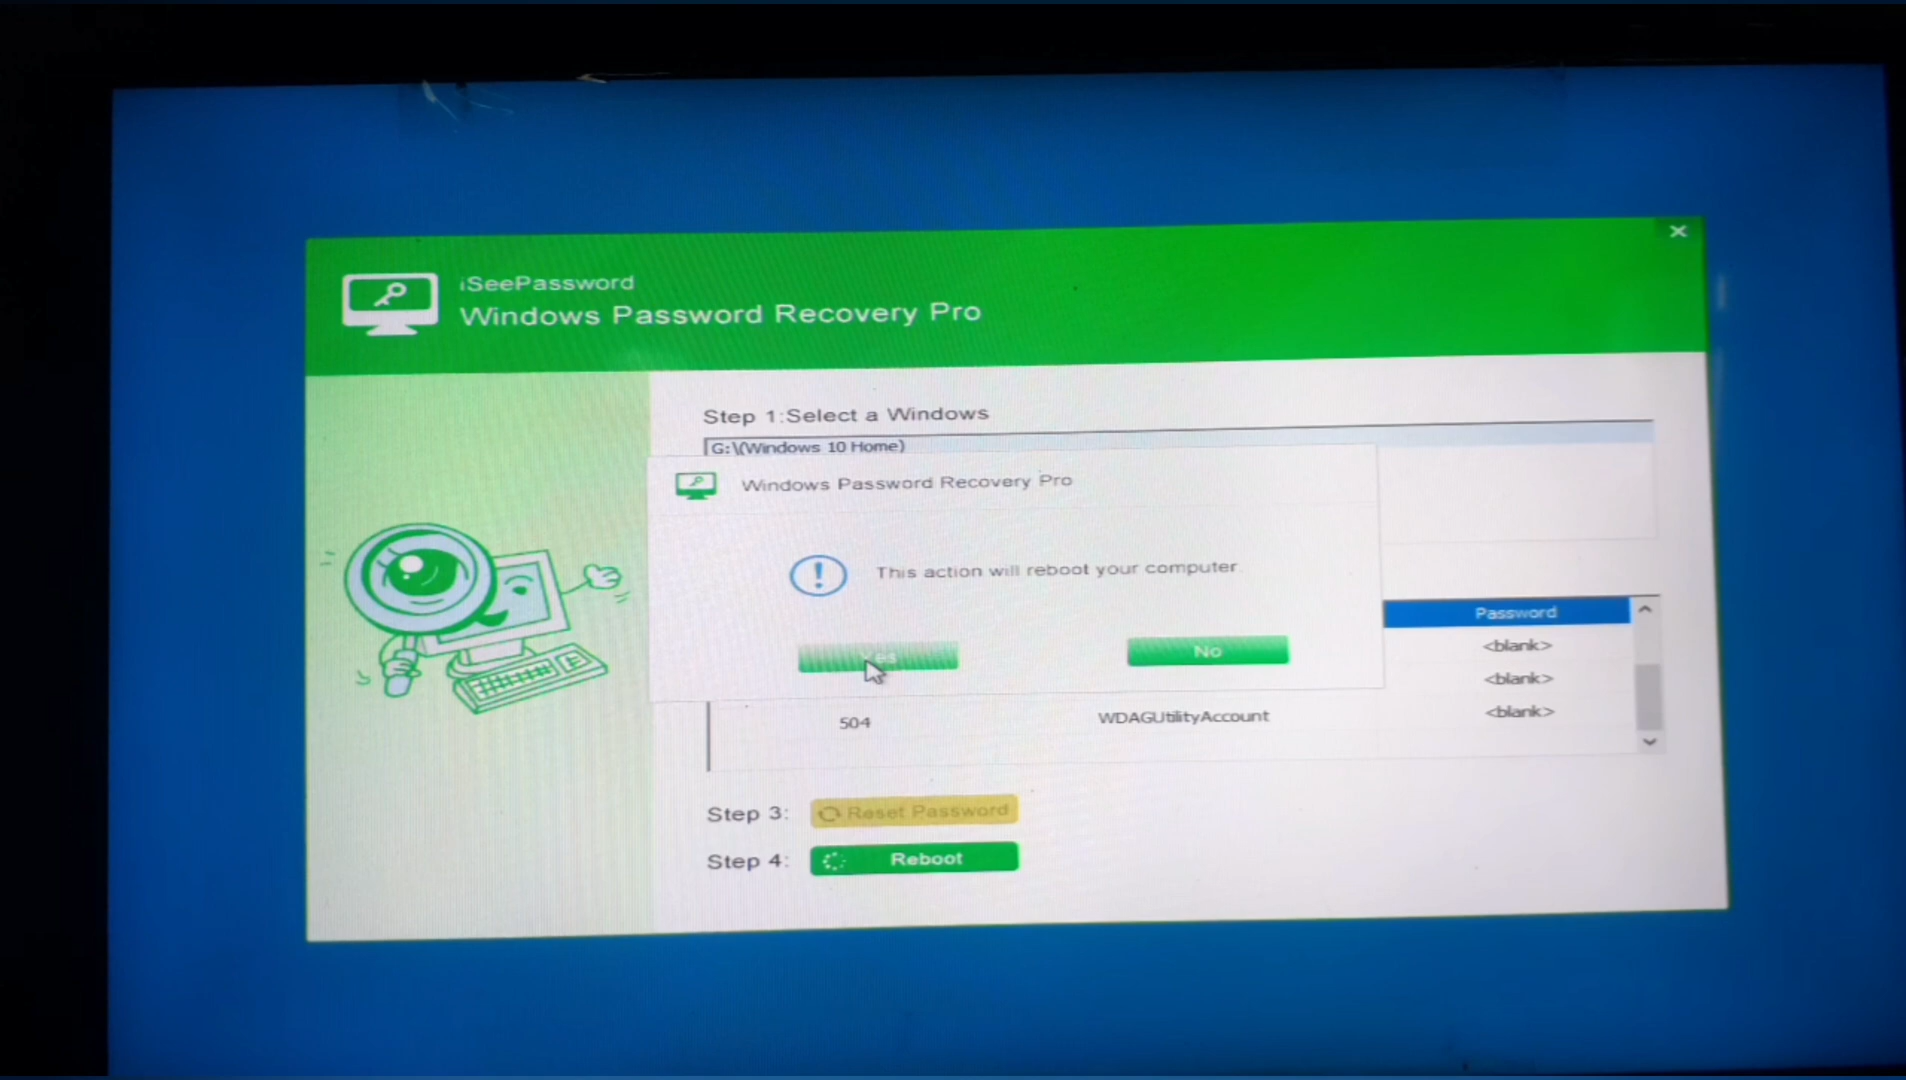 iSeePassword
Windows Password Recovery Pro
Step 1:Select a Windows
G:\(Windows 10 Home)
Windows Password Recovery Pro
This action will reboot your computer.
Yes
No
Password
<blank>
<blank>
504 WDAGUtilityAccount <blank>
Step 3: Reset Password
Step 4: Reboot